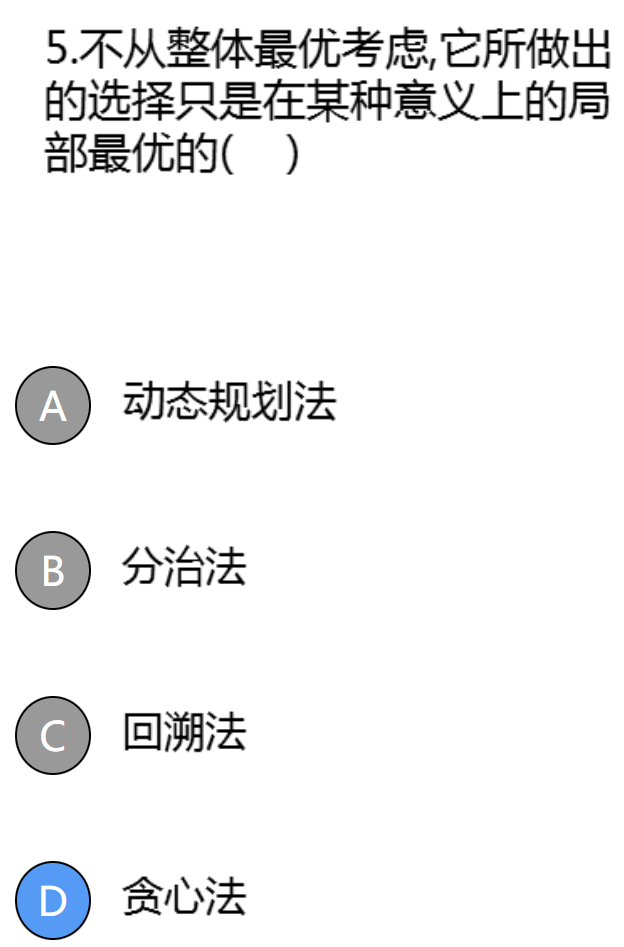 5.不从整体最优考虑,它所做出
的选择只是在某种意义上的局
部最优的(    )
A 动态规划法
B 分治法
C 回溯法
D 贪心法